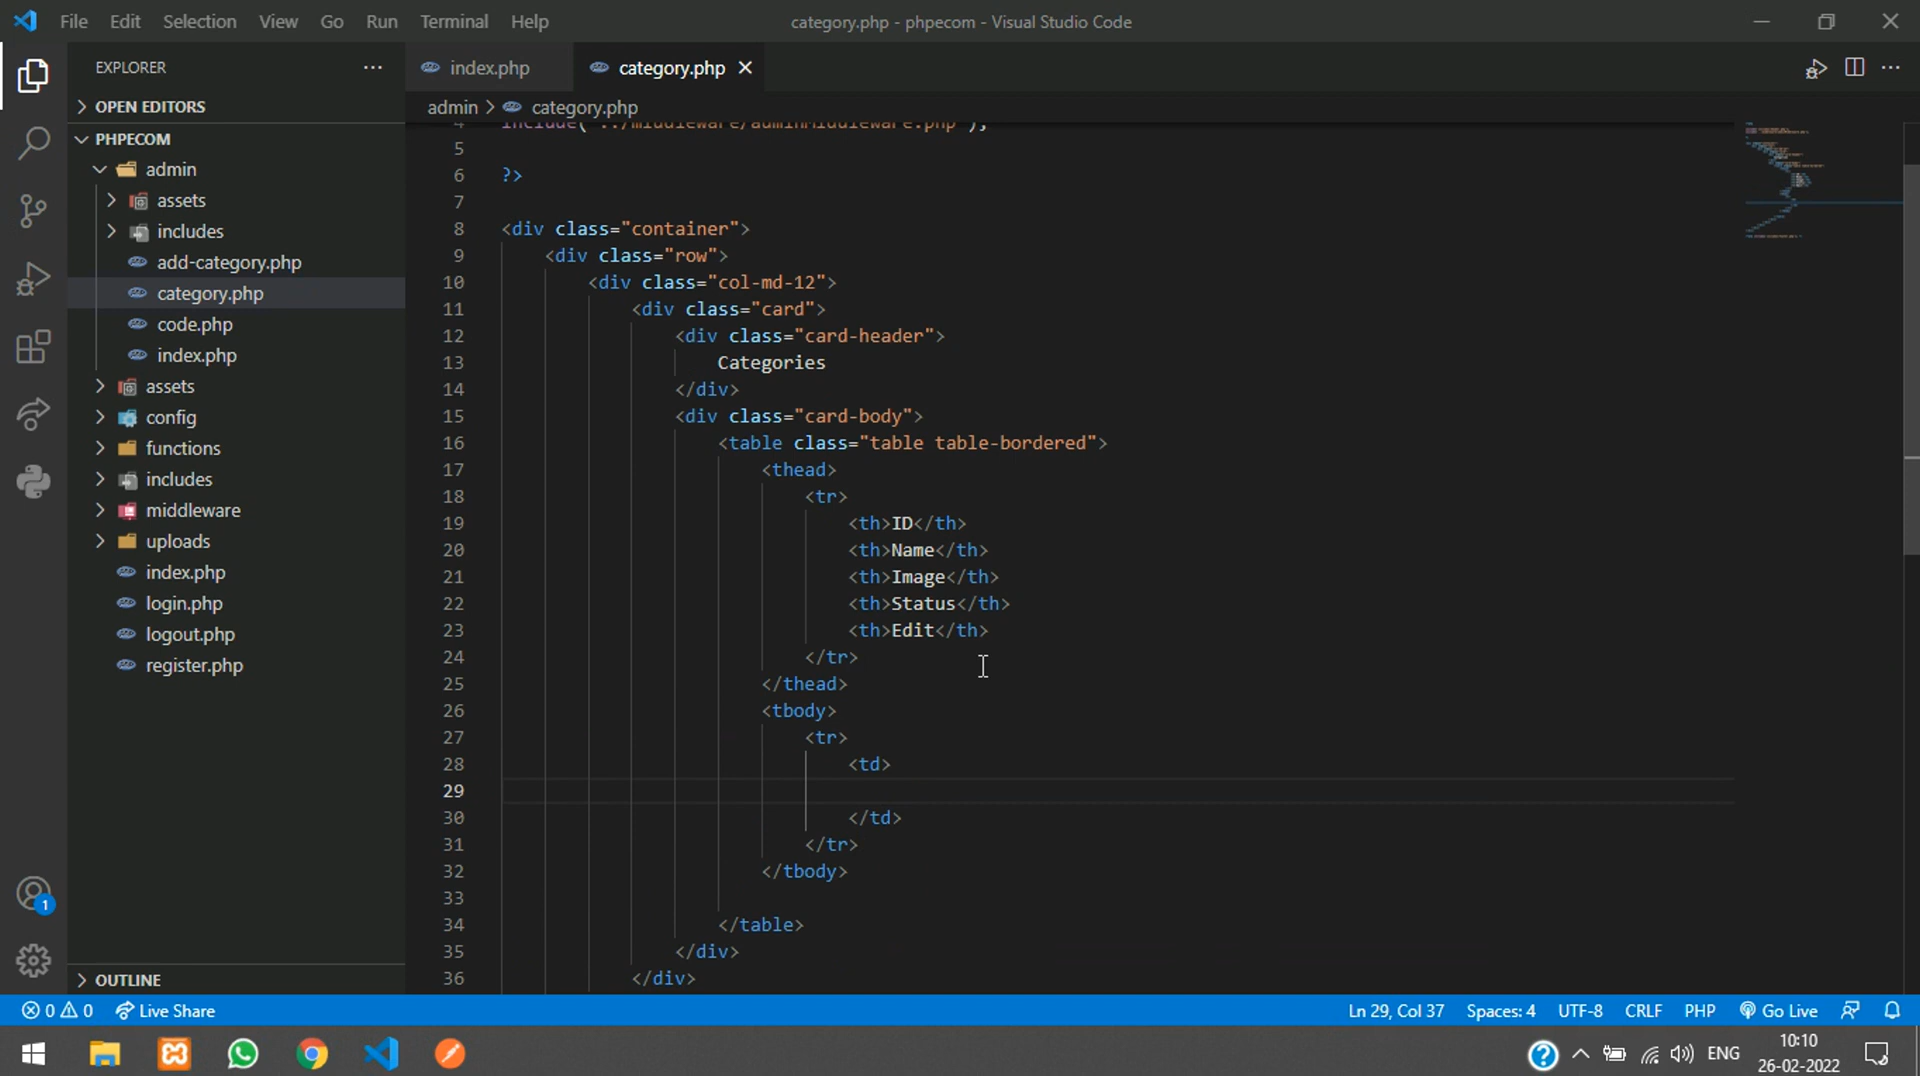 File Edit Selection View Go Run Terminal Help
category.php - phpecom - Visual Studio Code
EXPLORER
index.php
category.php
OPEN EDITORS
admin > category.php
PHPECOM
admin
assets
includes
add-category.php
category.php
code.php
index.php
assets
config
functions
includes
middleware
uploads
index.php
login.php
logout.php
register.php
OUTLINE
4 include('../middleware/adminMiddleware.php');
5
6 ?>
7
8 <div class="container">
9 <div class="row">
10 <div class="col-md-12">
11 <div class="card">
12 <div class="card-header">
13 Categories
14 </div>
15 <div class="card-body">
16 <table class="table table-bordered">
17 <thead>
18 <tr>
19 <th>ID</th>
20 <th>Name</th>
21 <th>Image</th>
22 <th>Status</th>
23 <th>Edit</th>
24 </tr>
25 </thead>
26 <tbody>
27 <tr>
28 <td>
29
30 </td>
31 </tr>
32 </tbody>
33
34 </table>
35 </div>
36 </div>
1
0 0 Live Share
Ln 29, Col 37 Spaces: 4 UTF-8 CRLF PHP Go Live
ENG
10:10
26-02-2022